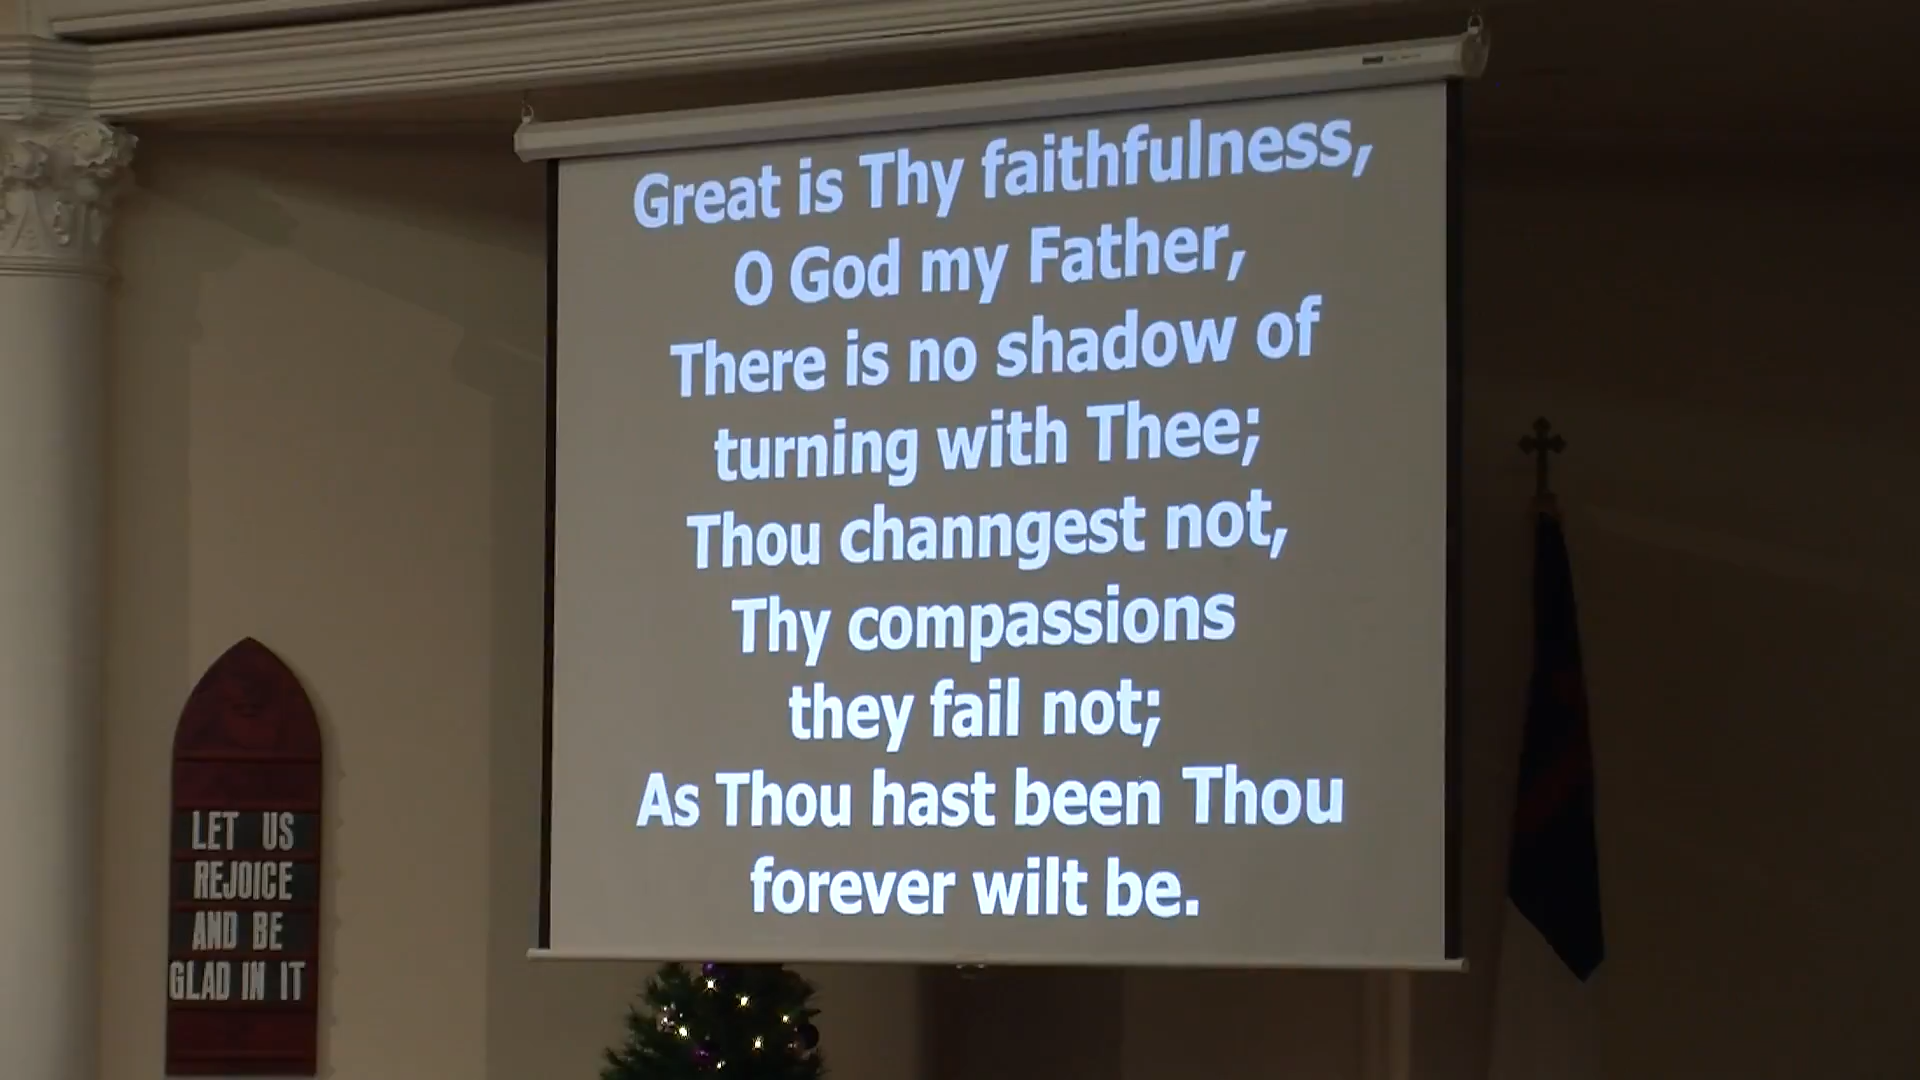 Great is Thy faithfulness,
O God my Father,
There is no shadow of
turning with Thee;
Thou channgest not,
Thy compassions
they fail not;
As Thou hast been Thou
forever wilt be.
LET US
REJOICE
AND BE
GLAD IN IT